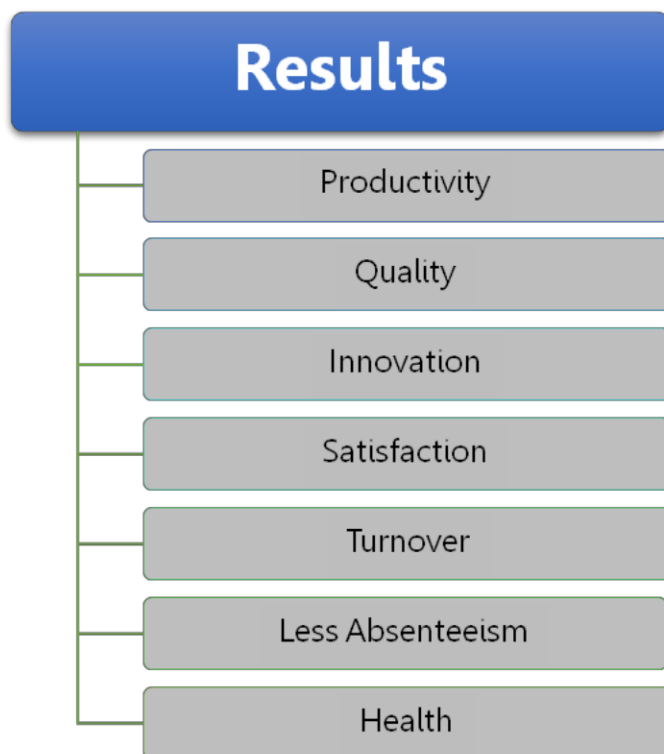 Results
Productivity
Quality
Innovation
Satisfaction
Turnover
Less Absenteeism
Health